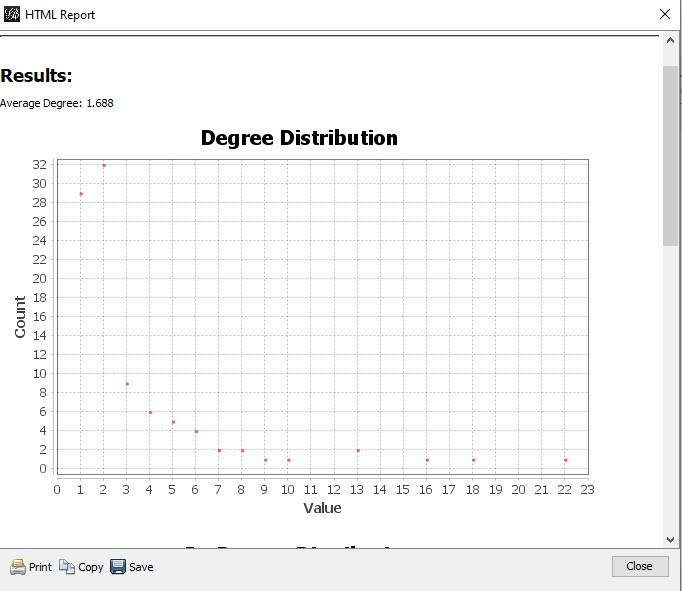 HTML Report
Results:
Average Degree: 1.688
Degree Distribution
32
30
28
26
24
22
20
18
16
14
12
10
8
6
4
2
0
Count
0 1 2 3 4 5 6 7 8 9 10 11 12 13 14 15 16 17 18 19 20 21 22 23
Value
Print Copy Save Close